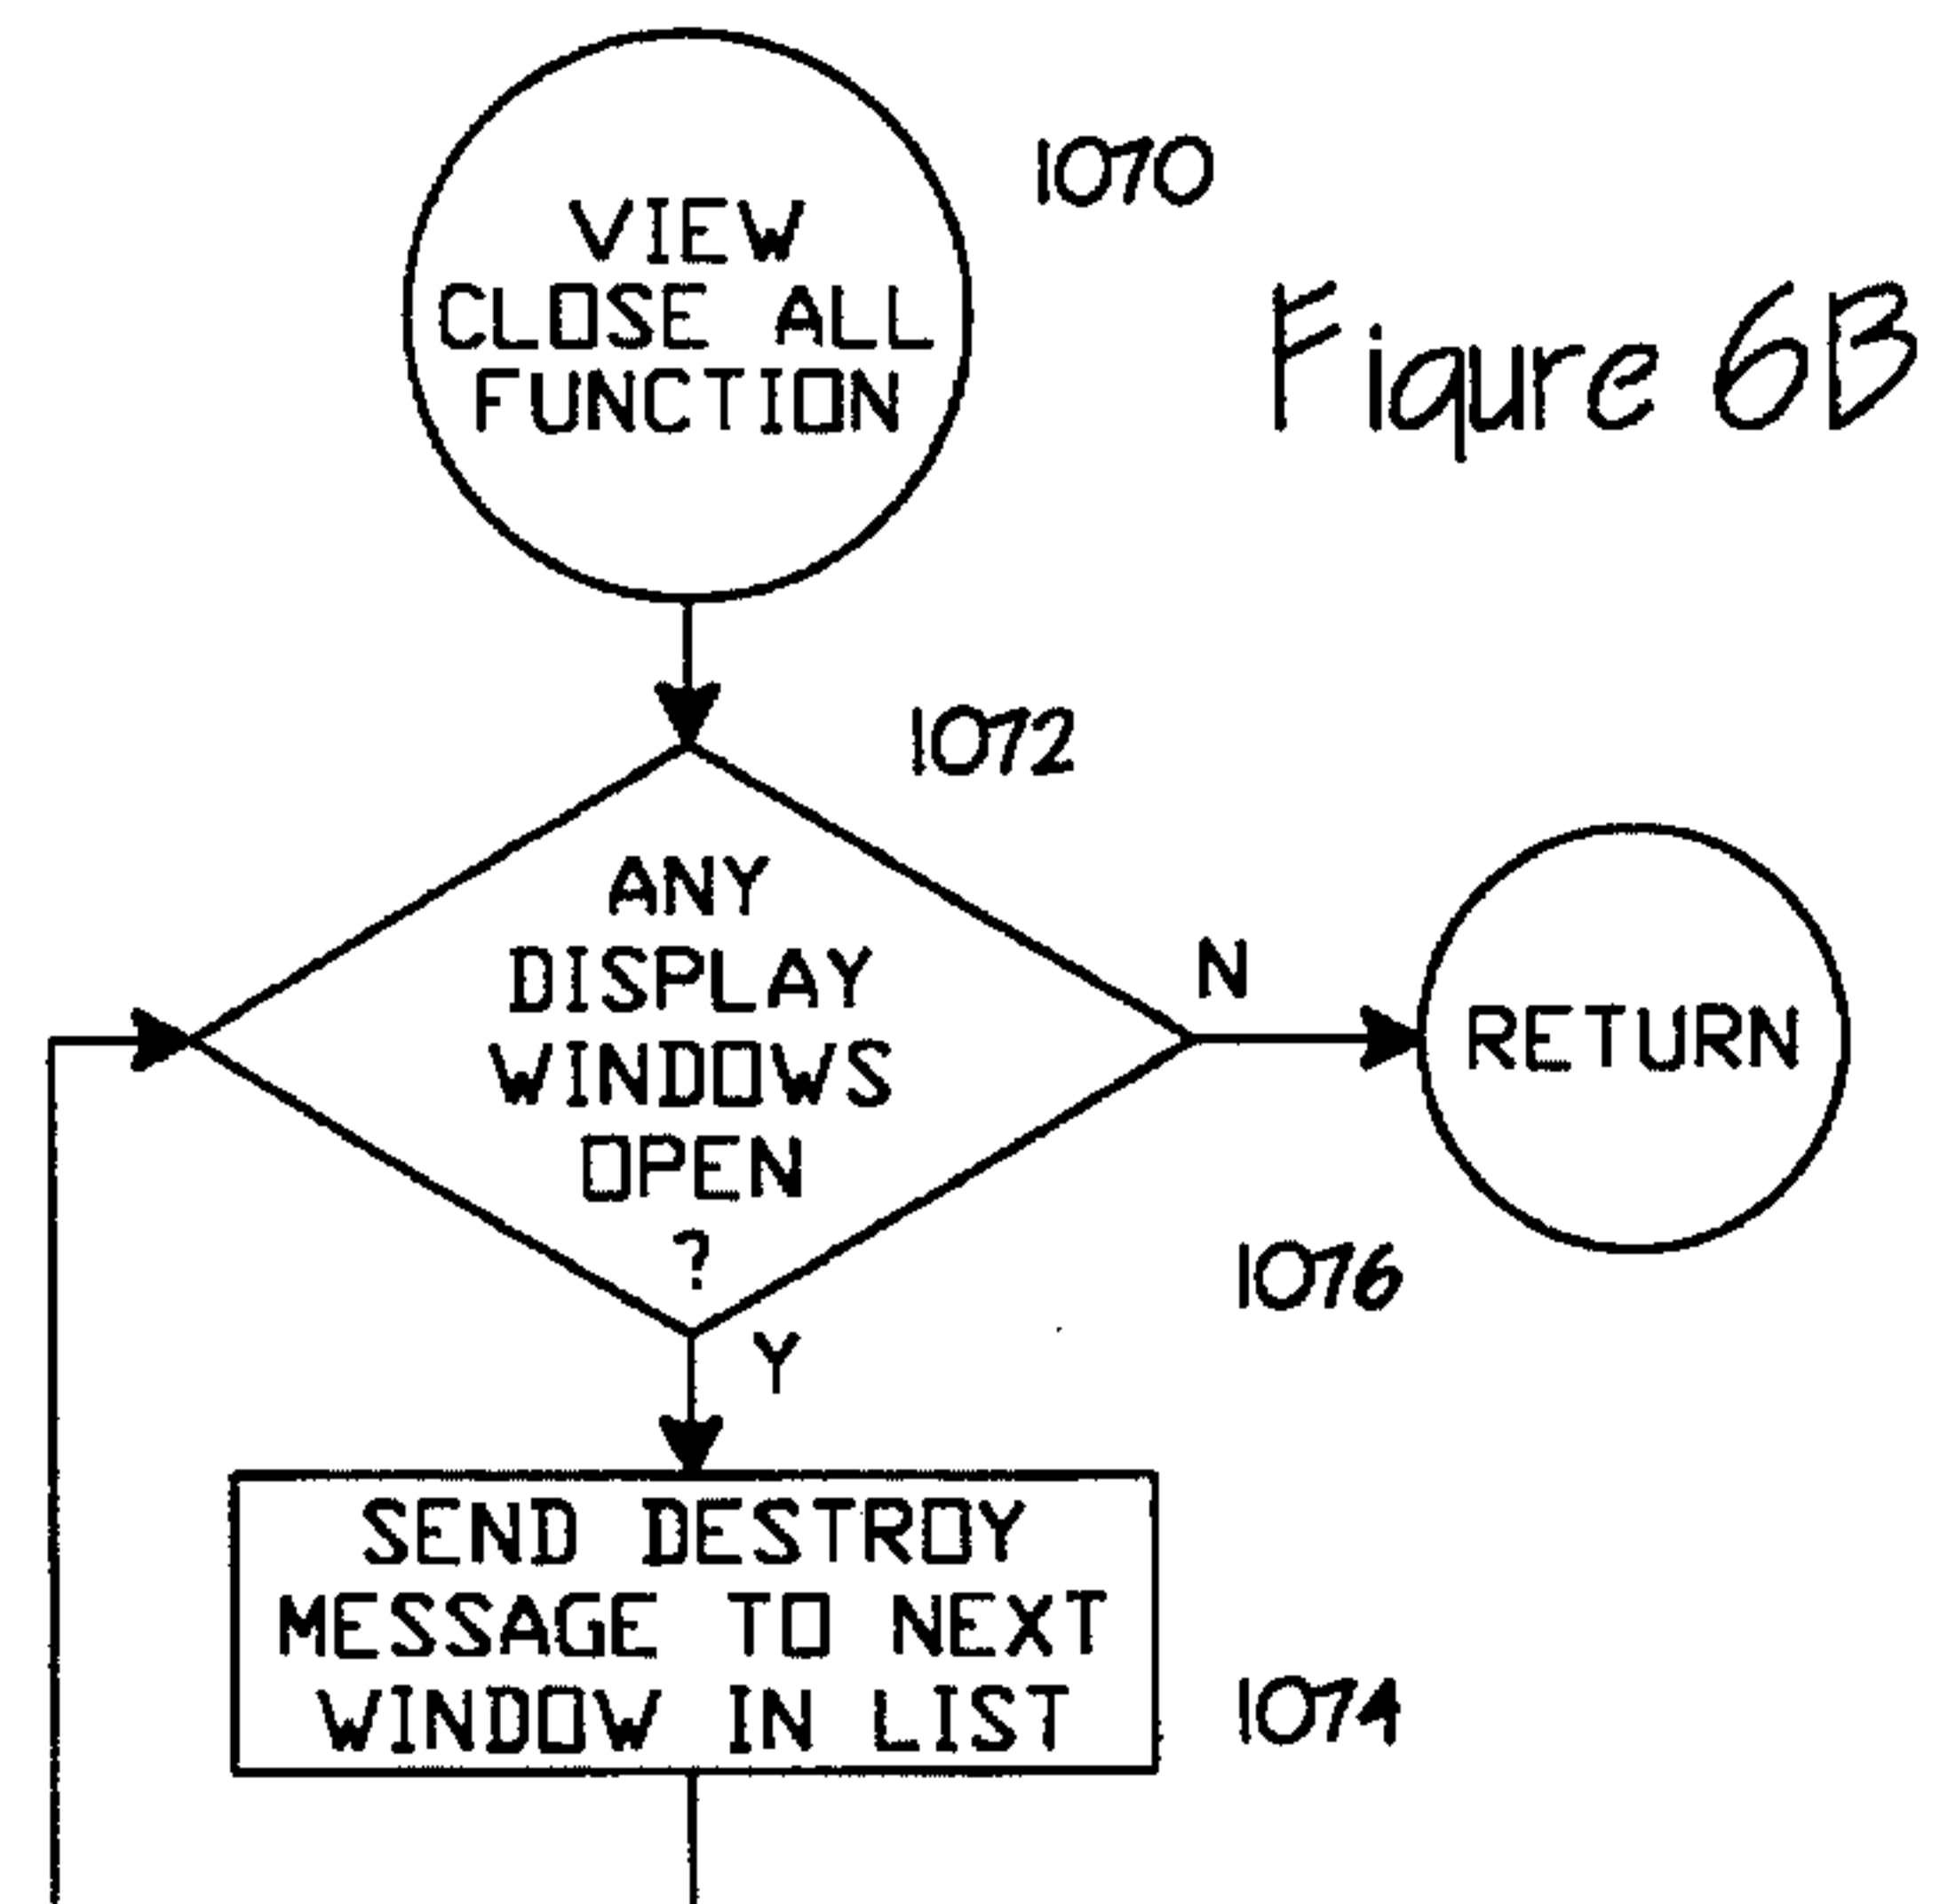 VIEW
CLOSE ALL
FUNCTION
1070
Figure 6B
1072
ANY
DISPLAY
WINDOWS
OPEN
?
N
RETURN
1076
Y
SEND DESTROY
MESSAGE TO NEXT
WINDOW IN LIST
1074